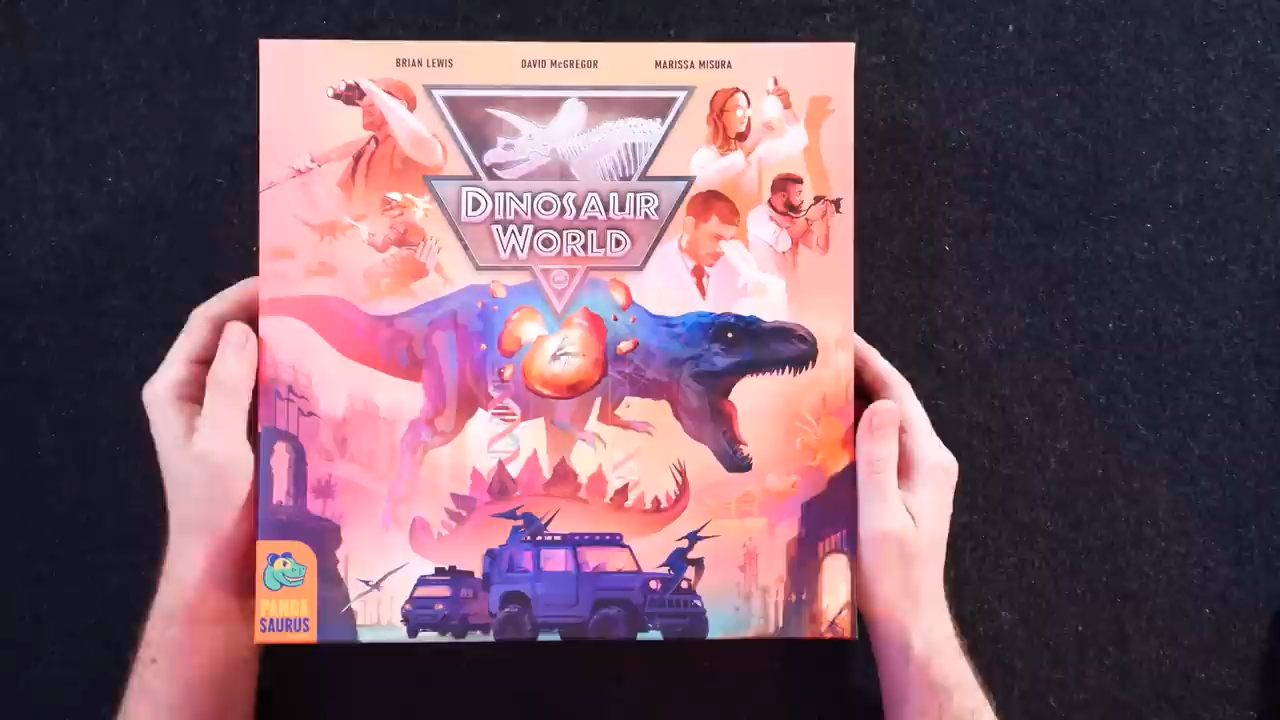 BRIAN LEWIS DAVID McGREGOR MARISSA MISURA
DINOSAUR
WORLD
PANDA
SAURUS